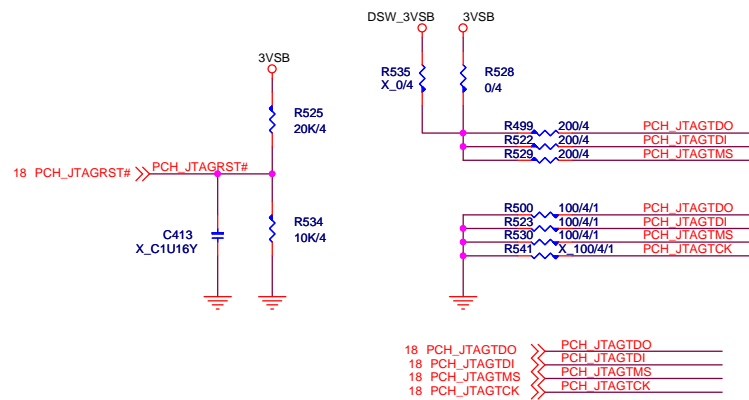 DSW_3VSB 3VSB
3VSB
R535
X_0/4
R528
0/4
R525
20K/4
R499 200/4 PCH_JTAGTDO
R522 200/4 PCH_JTAGTDI
R529 200/4 PCH_JTAGTMS
18 PCH_JTAGRST# PCH_JTAGRST#
C413
X_C1U16Y
R534
10K/4
R500 100/4/1 PCH_JTAGTDO
R523 100/4/1 PCH_JTAGTDI
R530 100/4/1 PCH_JTAGTMS
R541 X_100/4/1 PCH_JTAGTCK
18 PCH_JTAGTDO PCH_JTAGTDO
18 PCH_JTAGTDI PCH_JTAGTDI
18 PCH_JTAGTMS PCH_JTAGTMS
18 PCH_JTAGTCK PCH_JTAGTCK